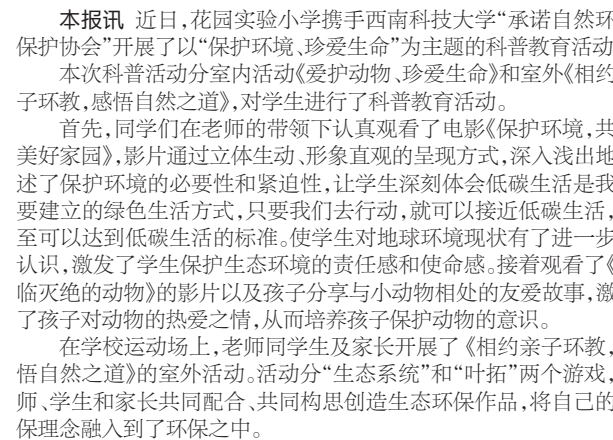 本报讯 近日,花园实验小学携手西南科技大学“承诺自然环
保护协会”开展了以“保护环境、珍爱生命”为主题的科普教育活动
本次科普活动分室内活动《爱护动物、珍爱生命》和室外《相约
子环教,感悟自然之道》,对学生进行了科普教育活动。
首先,同学们在老师的带领下认真观看了电影《保护环境,共
美好家园》,影片通过立体生动、形象直观的呈现方式,深入浅出地
述了保护环境的必要性和紧迫性,让学生深刻体会低碳生活是我
要建立的绿色生活方式,只要我们去行动,就可以接近低碳生活,
至可以达到低碳生活的标准。使学生对地球环境现状有了进一步
认识,激发了学生保护生态环境的责任感和使命感。接着观看了《
临灭绝的动物》的影片以及孩子分享与小动物相处的友爱故事,激
了孩子对动物的热爱之情,从而培养孩子保护动物的意识。
在学校运动场上,老师同学生及家长开展了《相约亲子环教,
悟自然之道》的室外活动。活动分“生态系统”和“叶拓”两个游戏,
师、学生和家长共同配合、共同构思创造生态环保作品,将自己的
保理念融入到了环保之中。